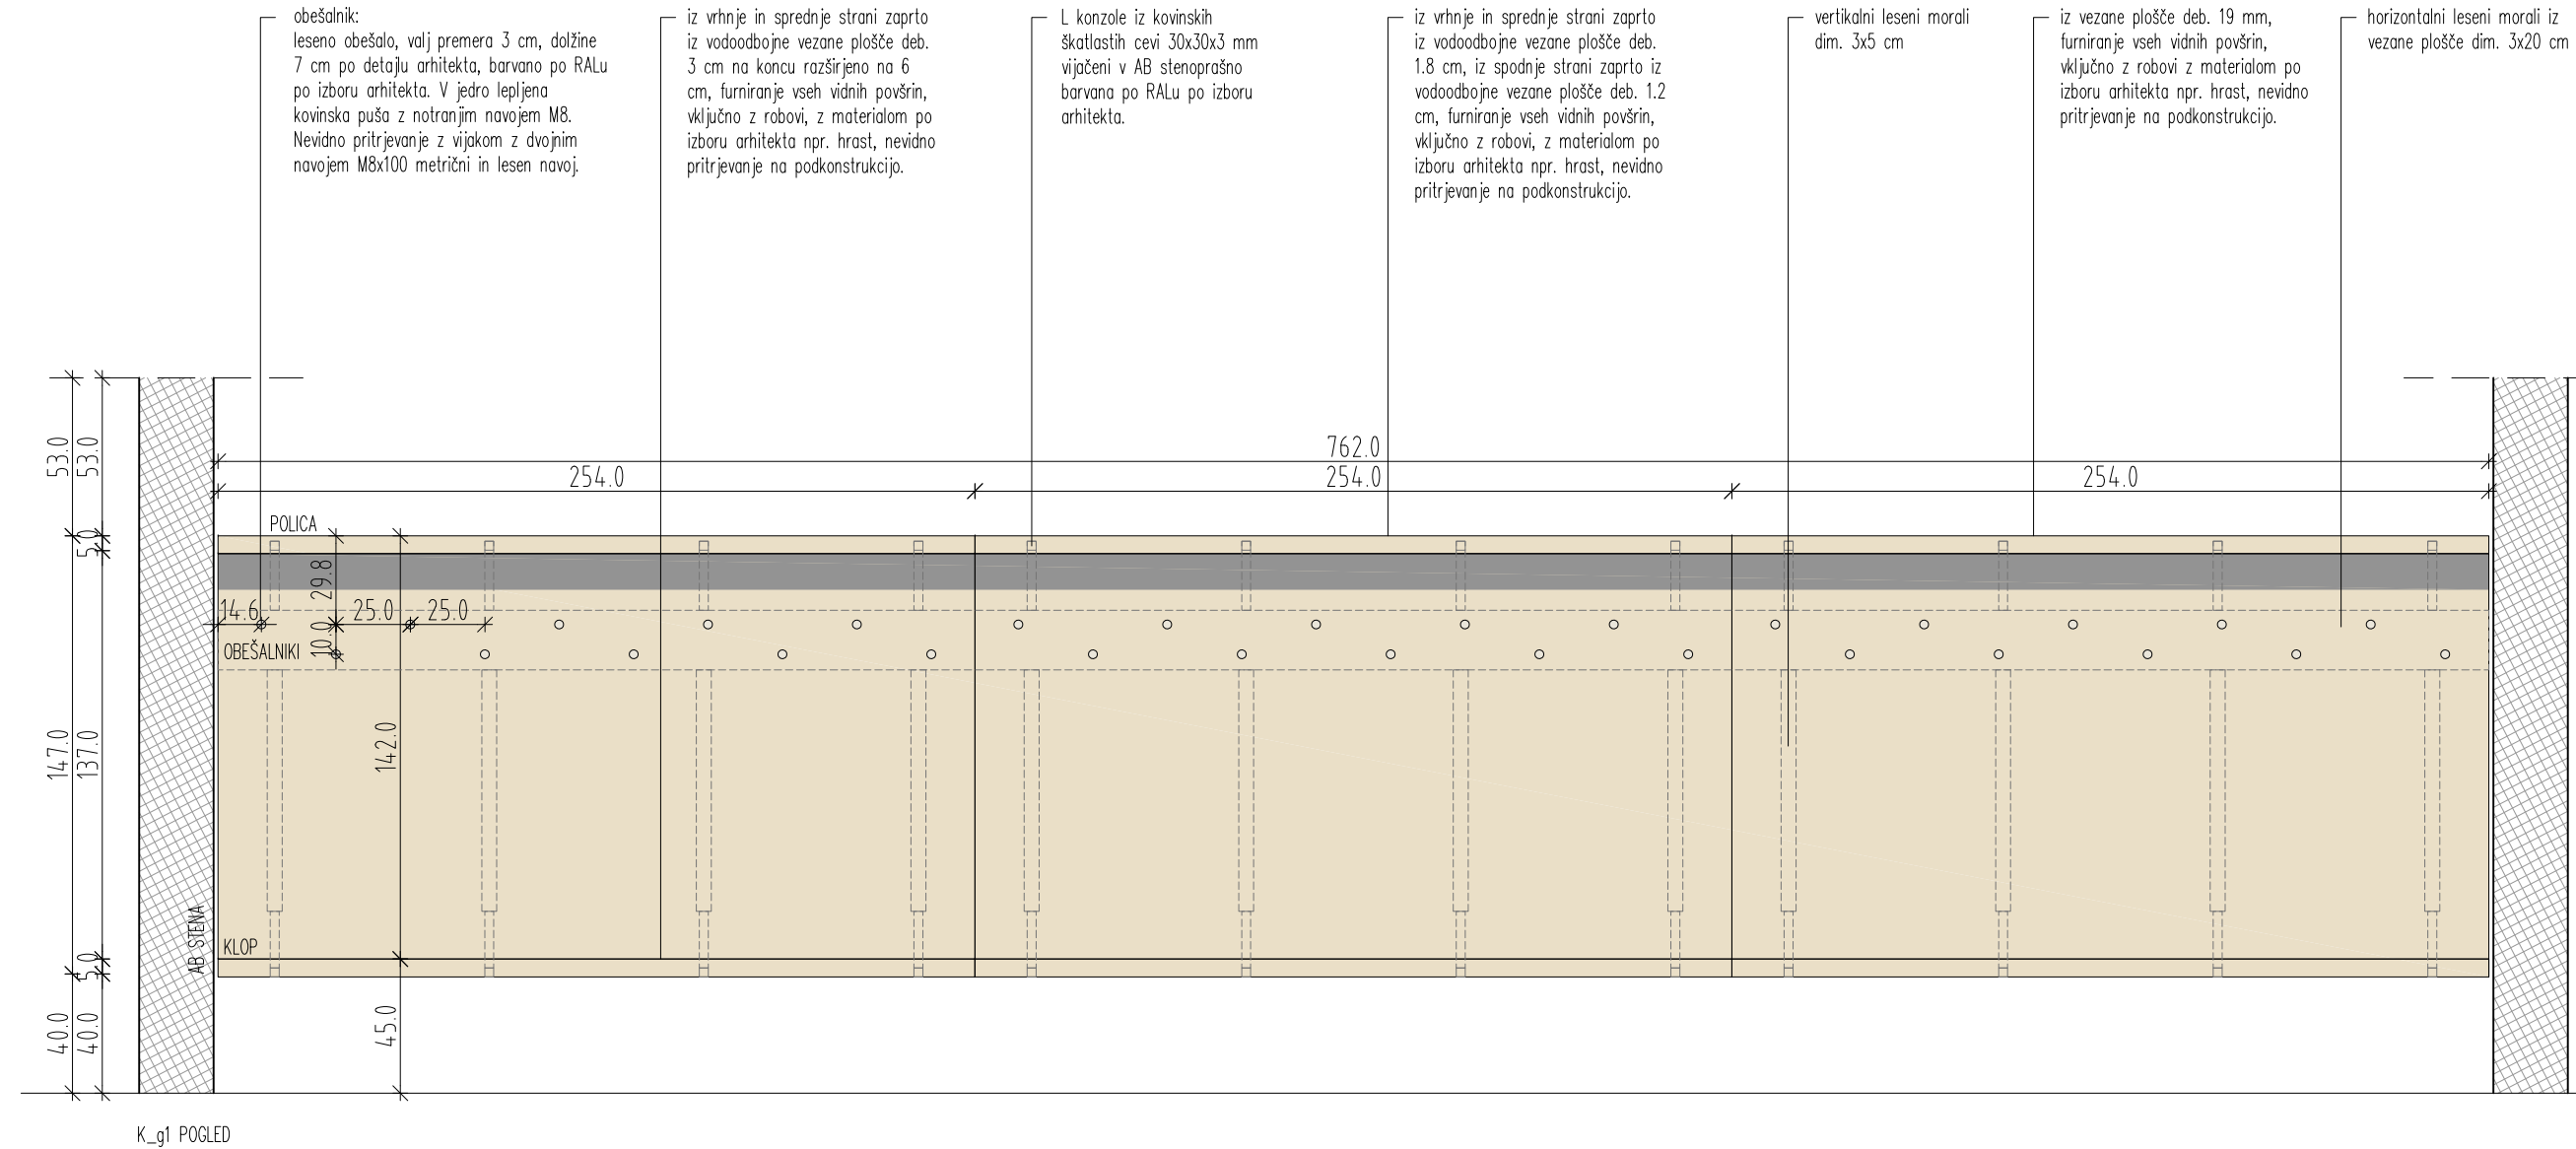 obešalnik:
leseno obešalo, valj premera 3 cm, dolžine
7 cm po detajlu arhitekta, barvano po RALu
po izboru arhitekta. V jedro lepljena
kovinska puša z notranjim navojem M8.
Nevidno pritrjevanje z vijakom z dvojnim
navojem M8x100 metrični in lesen navoj.
iz vrhnje in sprednje strani zaprto
iz vodoodbojne vezane plošče deb.
3 cm na koncu razširjeno na 6
cm, furniranje vseh vidnih povšrin,
vključno z robovi, z materialom po
izboru arhitekta npr. hrast, nevidno
pritrjevanje na podkonstrukcijo.
L konzole iz kovinskih
škatlastih cevi 30x30x3 mm
vijačeni v AB stenoprašno
barvana po RALu po izboru
arhitekta.
iz vrhnje in sprednje strani zaprto
iz vodoodbojne vezane plošče deb.
1.8 cm, iz spodnje strani zaprto iz
vodoodbojne vezane plošče deb. 1.2
cm, furniranje vseh vidnih povšrin,
vključno z robovi, z materialom po
izboru arhitekta npr. hrast, nevidno
pritrjevanje na podkonstrukcijo.
vertikalni leseni morali
dim. 3x5 cm
iz vezane plošče deb. 19 mm,
furniranje vseh vidnih povšrin,
vključno z robovi z materialom po
izboru arhitekta npr. hrast, nevidno
pritrjevanje na podkonstrukcijo.
horizontalni leseni morali iz
vezane plošče dim. 3x20 cm
53.0
53.0
762.0
254.0
254.0
254.0
POLICA
5.0
29.8
14.6
25.0
25.0
10.0
OBEŠALNIKI
147.0
137.0
142.0
AB STENA
KLOP
5.0
40.0
40.0
45.0
K_g1 POGLED